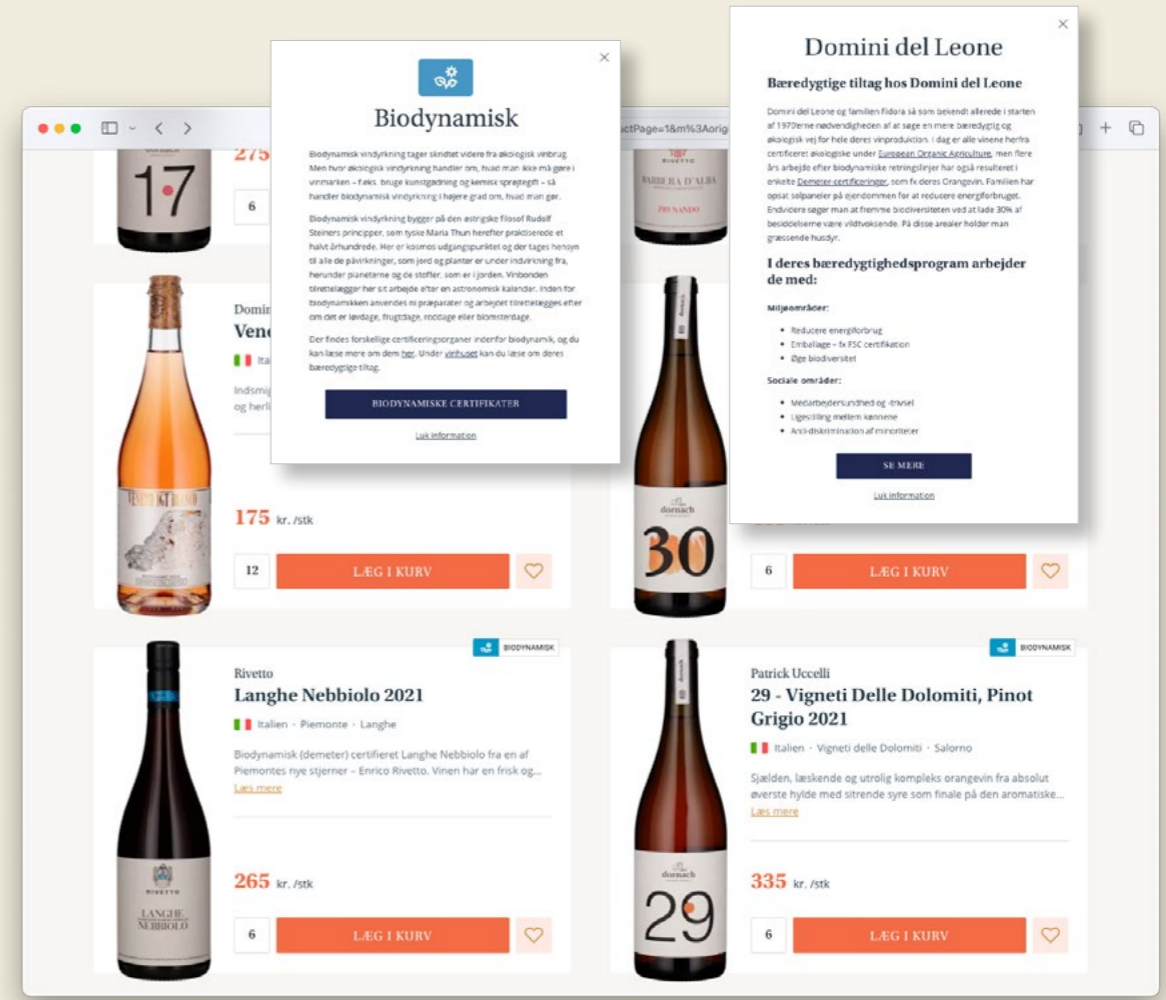 Biodynamisk
Biodynamisk vindyrkning tager skridtet videre fra økologisk vinbrug.
Men hvor økologisk vindyrkning handler om, hvad man ikke må gøre i
vinmarken – f.eks. bruge kunstgødning og kemisk sprøjtegift – så
handler biodynamisk vindyrkning i højere grad om, hvad man gør.
Biodynamisk vindyrkning bygger på den østrigske filosof Rudolf
Steiners principper, som tyske Maria Thun herefter praktiserede et
halvt århundrede. Her er kosmos udgangspunktet og der tages hensyn
til alle de påvirkninger, som jord og planter er under indvirkning fra,
herunder planeterne og de stoffer, som er i jorden. Vinbonden
tilrettelægger her sit arbejde efter en astronomisk kalender. Inden for
biodynamikken anvendes ni præparater og arbejdet tilrettelægges efter
om det er løvdage, frugtdage, roddage eller blomsterdage.
Der findes forskellige certificeringsorganer indenfor biodynamik, og du
kan læse mere om dem her. Under vinhuset kan du læse om deres
bæredygtige tiltag.
BIODYNAMISKE CERTIFIKATER
Luk information
Domini del Leone
Bæredygtige tiltag hos Domini del Leone
Domini del Leone og familien Fidora så som bekendt allerede i starten
af 1970'erne nødvendigheden af at søge en mere bæredygtig og
økologisk vej for hele deres vinproduktion. I dag er alle vinene herfra
certificeret økologiske under European Organic Agriculture, men flere
års arbejde efter biodynamiske retningslinjer har også resulteret i
enkelte Demeter-certificeringer, som fx deres Orangevin. Familien har
opsat solpaneler på ejendommen for at reducere energiforbruget.
Endvidere søger man at fremme biodiversiteten ved at lade 30% af
besiddelserne være vildtvoksende. På disse arealer holder man
græssende husdyr.
I deres bæredygtighedsprogram arbejder
de med:
Miljøområder:
• Reducere energiforbrug
• Emballage – fx FSC certifikation
• Øge biodiversitet
Sociale områder:
• Medarbejdersundhed og -trivsel
• Ligestilling mellem kønnene
• Anti-diskrimination af minoriteter
SE MERE
Luk information
ctPage=1&m%3Aorig
17
275
6
RIVETTO
BARBERA D'ALBA
ZIO NANDO
Domin
Vene
Ita
Indsmig
og herli
VENETO IGT BIANCO
175 kr. /stk
12
LÆG I KURV
dornach
30
6
LÆG I KURV
BIODYNAMISK
Rivetto
Langhe Nebbiolo 2021
Italien · Piemonte · Langhe
Biodynamisk (demeter) certifieret Langhe Nebbiolo fra en af
Piemontes nye stjerner – Enrico Rivetto. Vinen har en frisk og...
Læs mere
265 kr. /stk
6
LÆG I KURV
RIVETTO
LANGHE
NEBBIOLO
BIODYNAMISK
Patrick Uccelli
29 - Vigneti Delle Dolomiti, Pinot
Grigio 2021
Italien · Vigneti delle Dolomiti · Salorno
Sjælden, læskende og utrolig kompleks orangevin fra absolut
øverste hylde med sitrende syre som finale på den aromatiske...
Læs mere
335 kr. /stk
6
LÆG I KURV
dornach
29